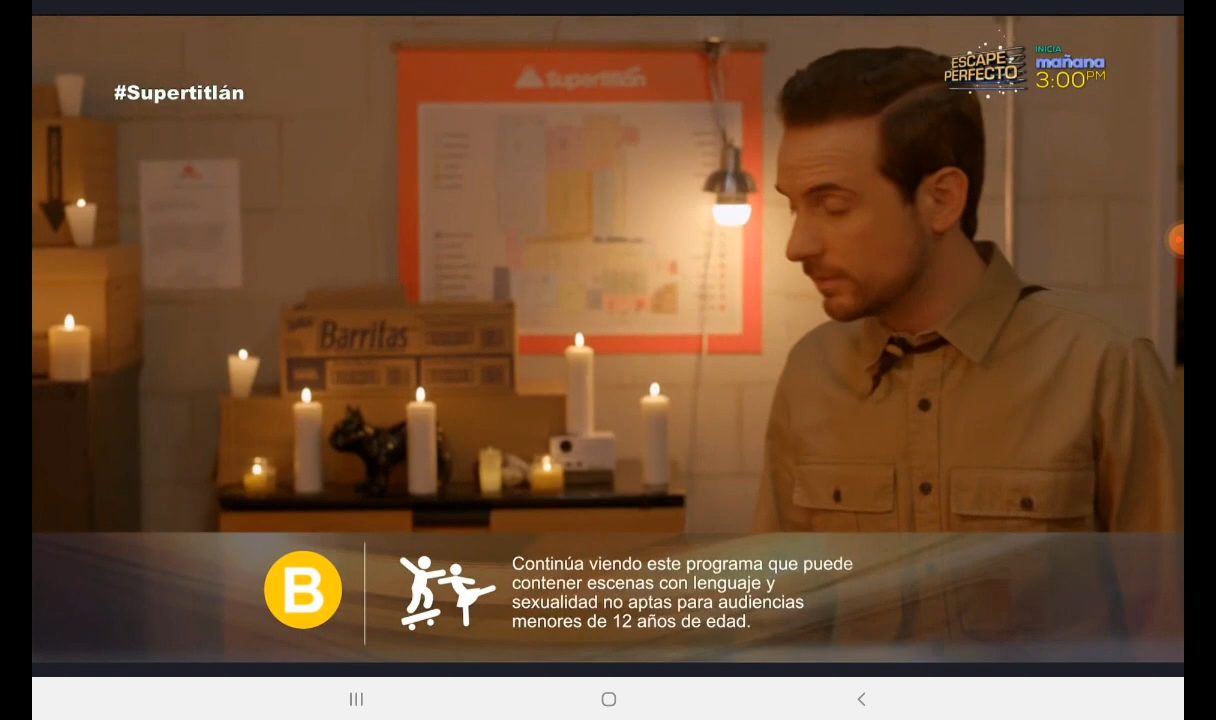 #Supertitlán
Supertitlán
ESCAPE
PERFECTO
INICIA
mañana
3:00PM
Barritas
B
Continúa viendo este programa que puede
contener escenas con lenguaje y
sexualidad no aptas para audiencias
menores de 12 años de edad.